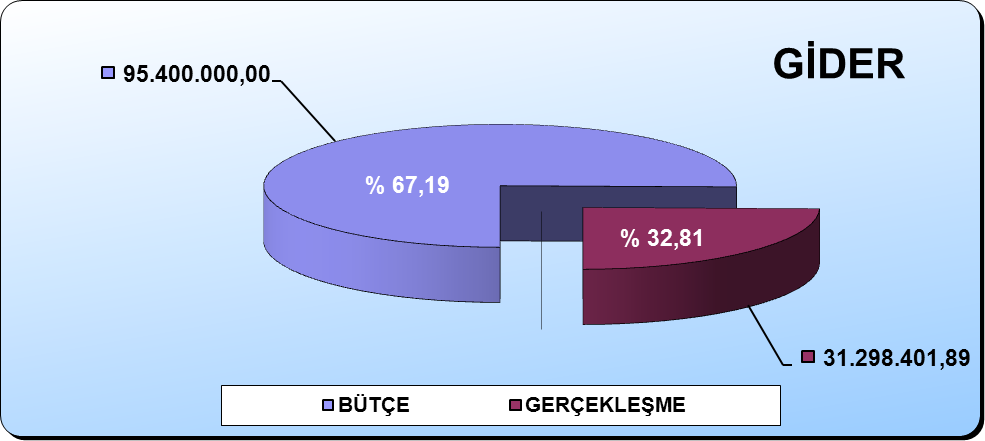 GİDER
95.400.000,00
% 67,19
% 32,81
31.298.401,89
BÜTÇE
GERÇEKLEŞME